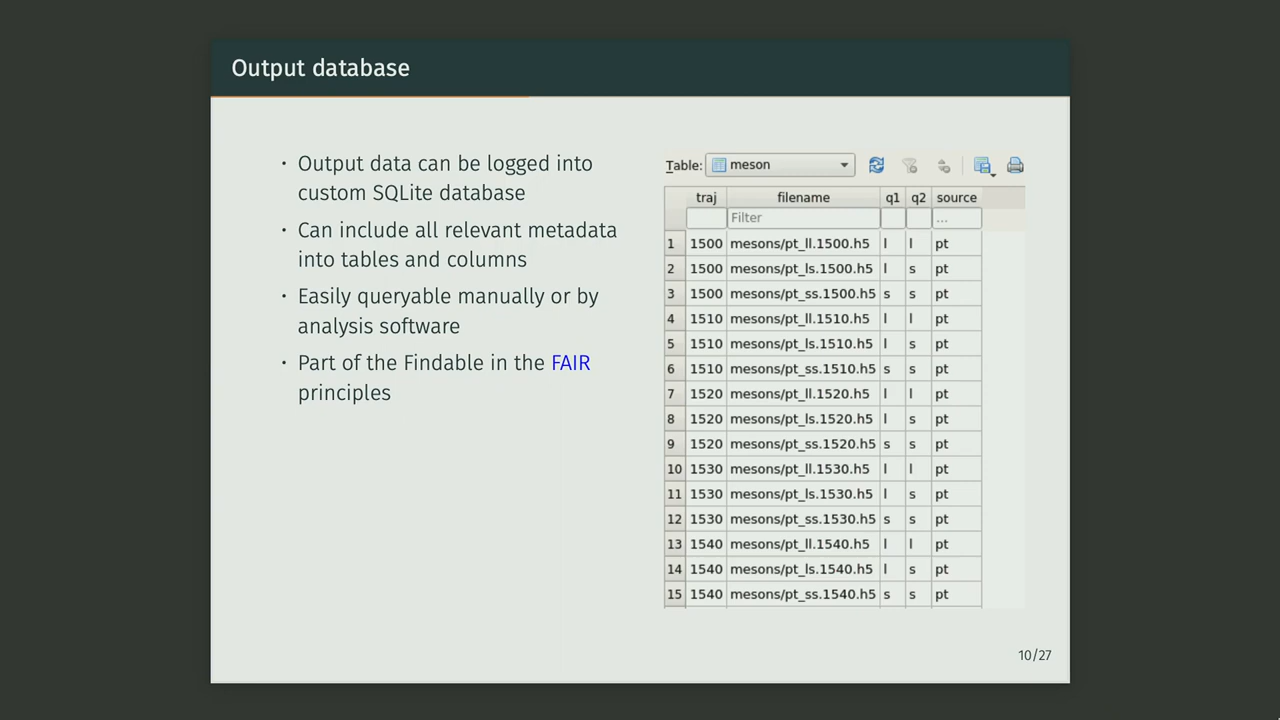 Output database
• Output data can be logged into
custom SQLite database
• Can include all relevant metadata
into tables and columns
• Easily queryable manually or by
analysis software
• Part of the Findable in the FAIR
principles
Table: meson
traj filename q1 q2 source
Filter ...
1 1500 mesons/pt_ll.1500.h5 l l pt
2 1500 mesons/pt_ls.1500.h5 l s pt
3 1500 mesons/pt_ss.1500.h5 s s pt
4 1510 mesons/pt_ll.1510.h5 l l pt
5 1510 mesons/pt_ls.1510.h5 l s pt
6 1510 mesons/pt_ss.1510.h5 s s pt
7 1520 mesons/pt_ll.1520.h5 l l pt
8 1520 mesons/pt_ls.1520.h5 l s pt
9 1520 mesons/pt_ss.1520.h5 s s pt
10 1530 mesons/pt_ll.1530.h5 l l pt
11 1530 mesons/pt_ls.1530.h5 l s pt
12 1530 mesons/pt_ss.1530.h5 s s pt
13 1540 mesons/pt_ll.1540.h5 l l pt
14 1540 mesons/pt_ls.1540.h5 l s pt
15 1540 mesons/pt_ss.1540.h5 s s pt
10/27